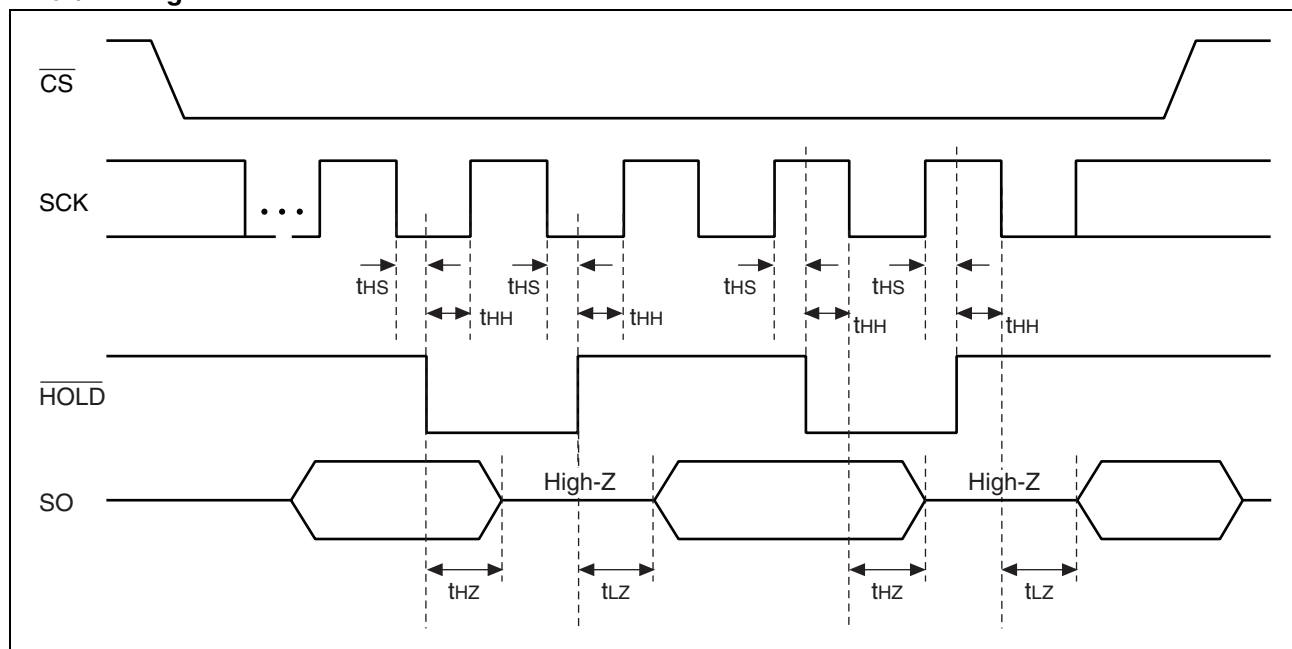 CS
SCK
...
tHS tHS tHS tHS
tHH tHH tHH tHH
HOLD
High-Z High-Z
SO
tHZ tLZ tHZ tLZ